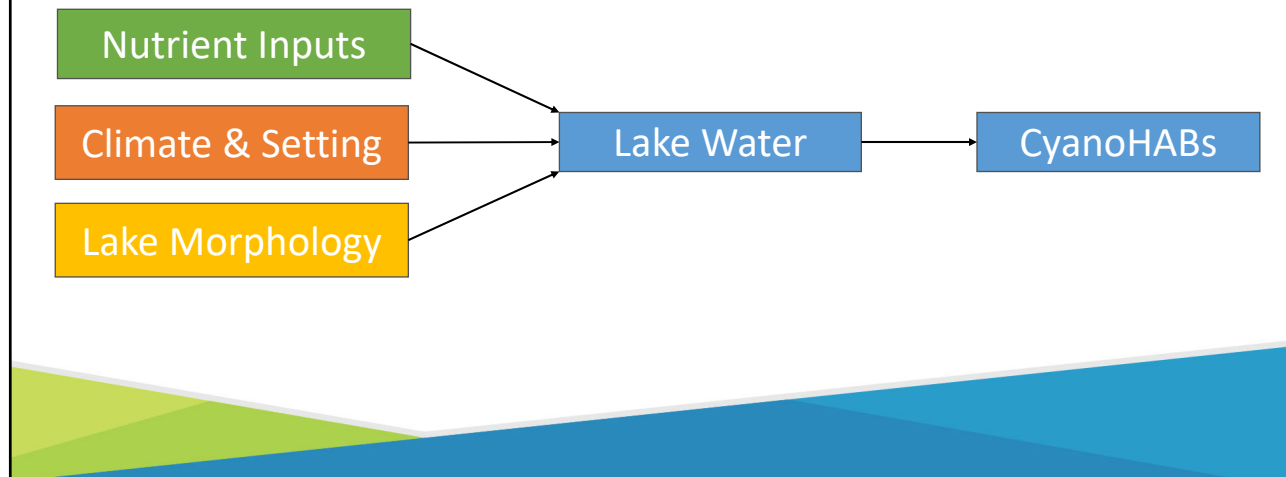 Nutrient Inputs
Climate & Setting
Lake Morphology
Lake Water
CyanoHABs